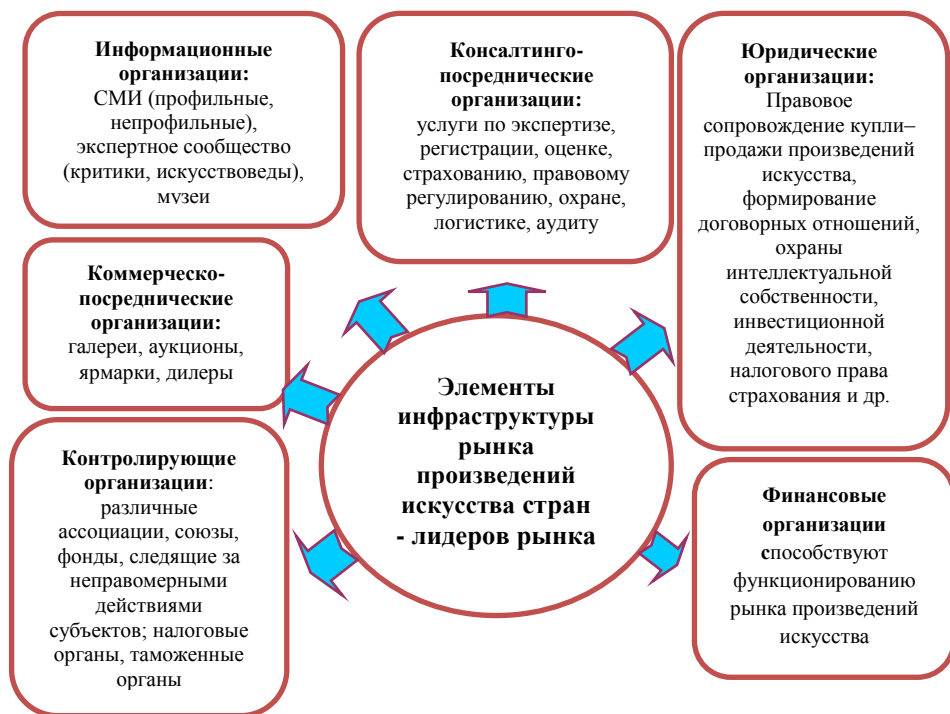 Информационные
организации:
СМИ (профильные,
непрофильные),
экспертное сообщество
(критики, искусствоведы),
музеи
Консалтинго-
посреднические
организации:
услуги по экспертизе,
регистрации, оценке,
страхованию, правовому
регулированию, охране,
логистике, аудиту
Юридические
организации:
Правовое
сопровождение купли–
продажи произведений
искусства,
формирование
договорных отношений,
охраны
интеллектуальной
собственности,
инвестиционной
деятельности,
налогового права
страхования и др.
Коммерческо-
посреднические
организации:
галереи, аукционы,
ярмарки, дилеры
Элементы
инфраструктуры
рынка
произведений
искусства стран
- лидеров рынка
Контролирующие
организации:
различные
ассоциации, союзы,
фонды, следящие за
неправомерными
действиями
субъектов; налоговые
органы, таможенные
органы
Финансовые
организации
способствуют
функционированию
рынка произведений
искусства